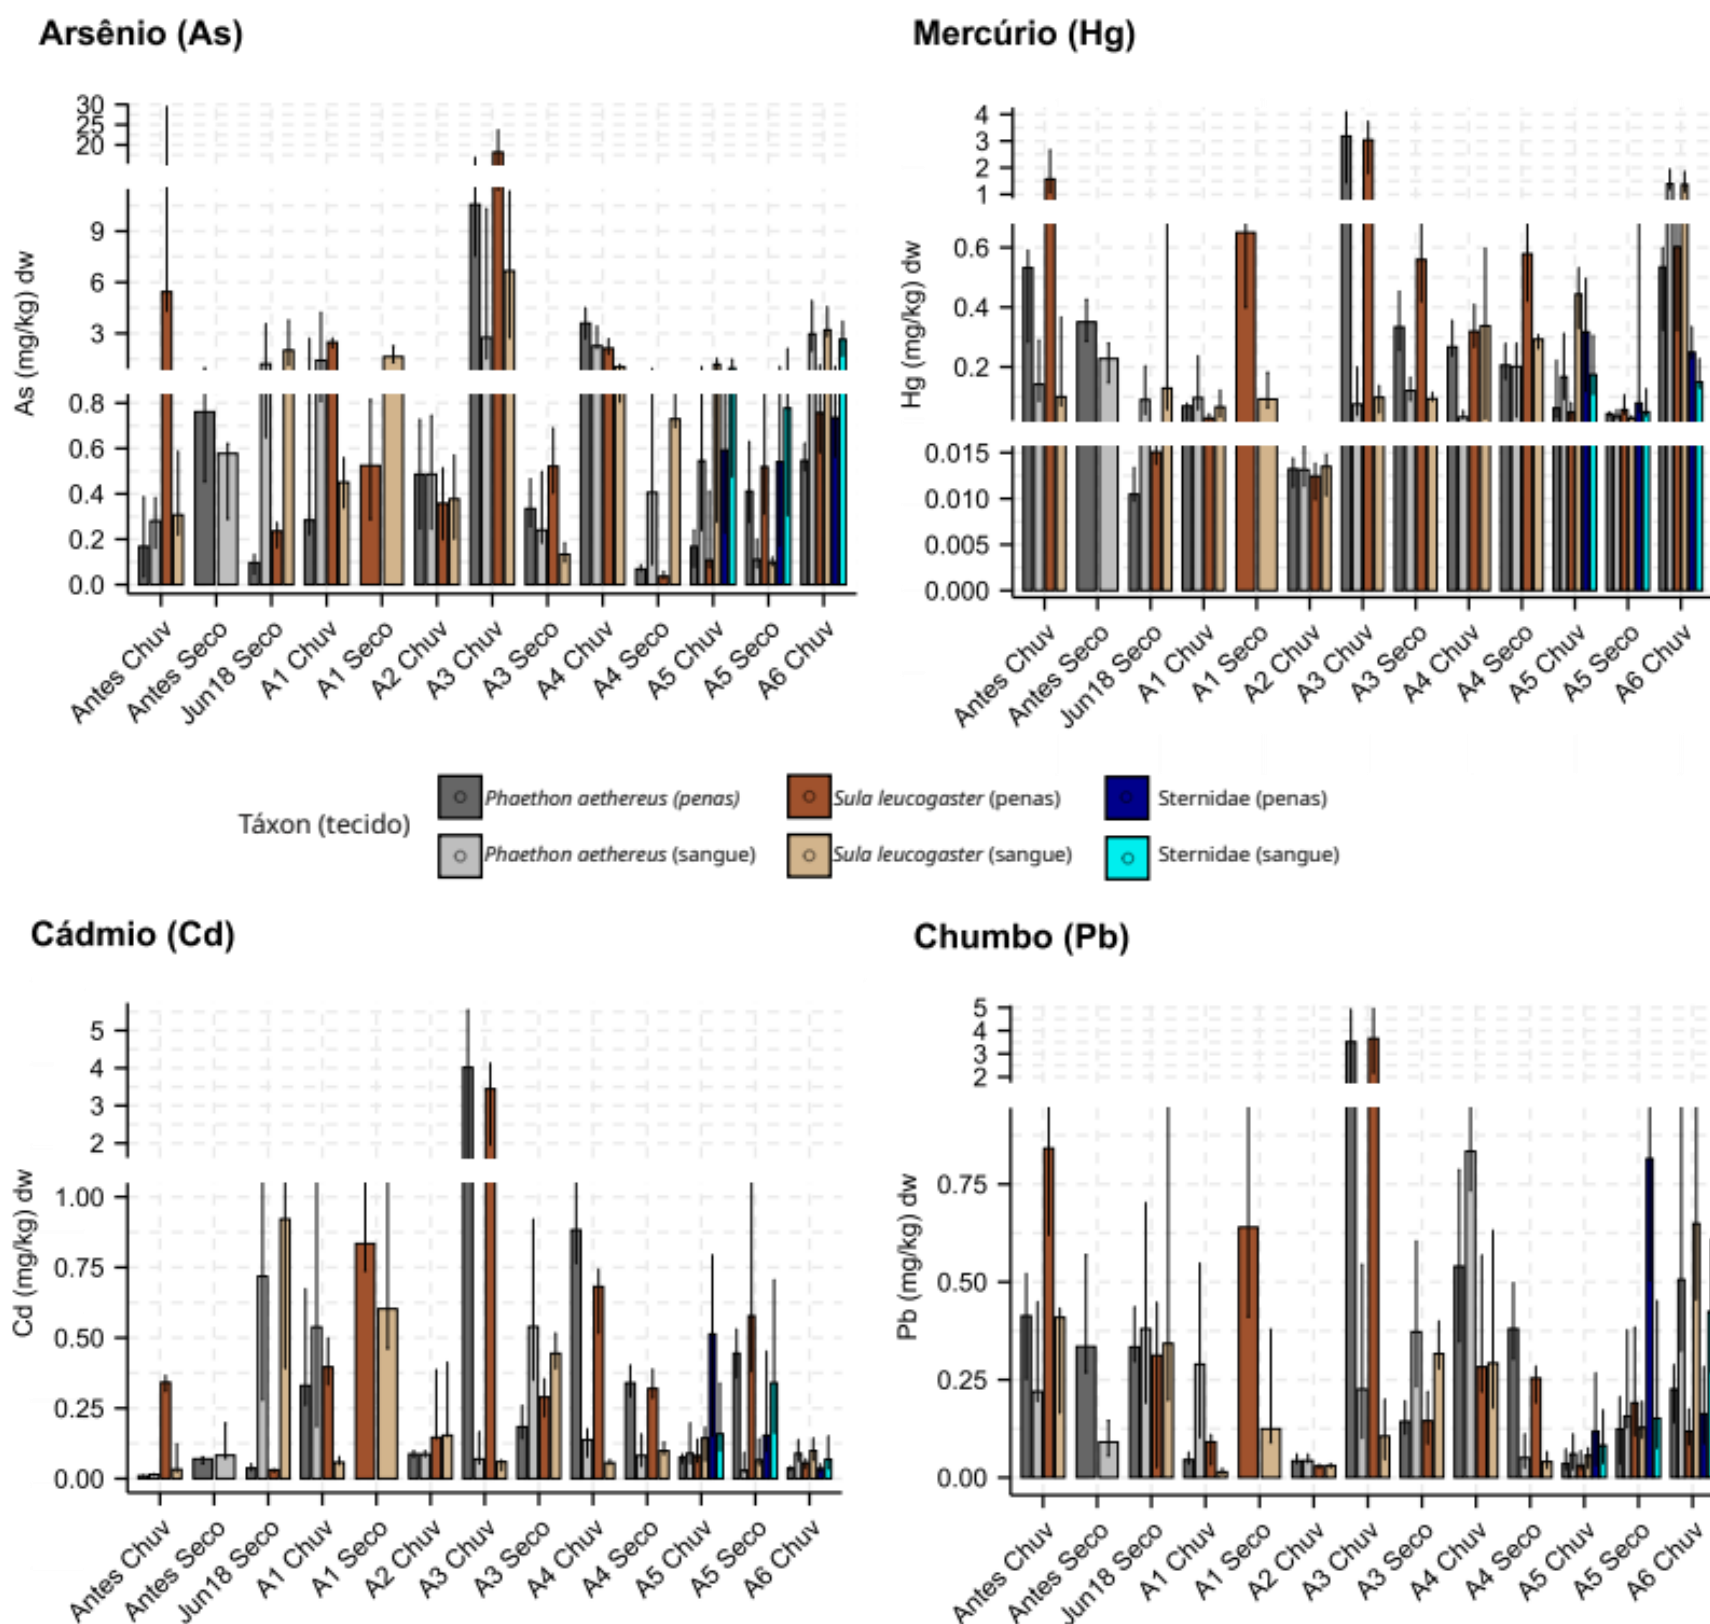 Arsênio (As)
Mercúrio (Hg)
As (mg/kg) dw
30
25
20
9
6
3
0.8
0.6
0.4
0.2
0.0
Antes Chuv
Antes Seco
Jun18 Seco
A1 Chuv
A1 Seco
A2 Chuv
A3 Chuv
A3 Seco
A4 Chuv
A4 Seco
A5 Chuv
A5 Seco
A6 Chuv
Hg (mg/kg) dw
4
3
2
1
0.6
0.4
0.2
0.015
0.010
0.005
0.000
Antes Chuv
Antes Seco
Jun18 Seco
A1 Chuv
A1 Seco
A2 Chuv
A3 Chuv
A3 Seco
A4 Chuv
A4 Seco
A5 Chuv
A5 Seco
A6 Chuv
Táxon (tecido)
Phaethon aethereus (penas)
Sula leucogaster (penas)
Sternidae (penas)
Phaethon aethereus (sangue)
Sula leucogaster (sangue)
Sternidae (sangue)
Cádmio (Cd)
Chumbo (Pb)
Cd (mg/kg) dw
5
4
3
2
1.00
0.75
0.50
0.25
0.00
Antes Chuv
Antes Seco
Jun18 Seco
A1 Chuv
A1 Seco
A2 Chuv
A3 Chuv
A3 Seco
A4 Chuv
A4 Seco
A5 Chuv
A5 Seco
A6 Chuv
Pb (mg/kg) dw
5
4
3
2
0.75
0.50
0.25
0.00
Antes Chuv
Antes Seco
Jun18 Seco
A1 Chuv
A1 Seco
A2 Chuv
A3 Chuv
A3 Seco
A4 Chuv
A4 Seco
A5 Chuv
A5 Seco
A6 Chuv